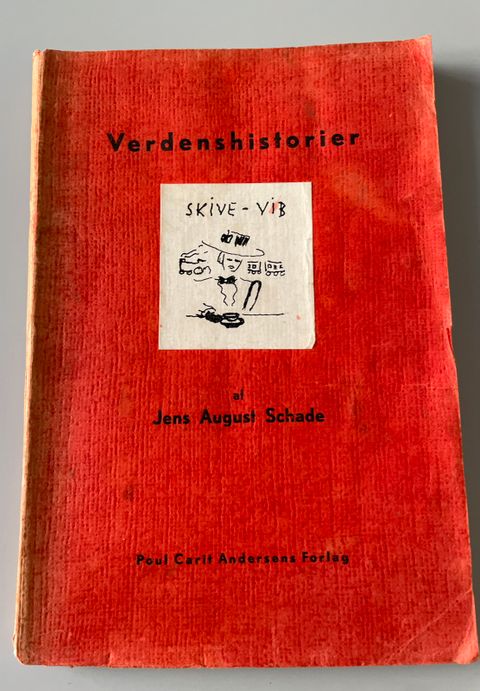 Verdenshistorier
SKIVE - VIB
af
Jens August Schade
Poul Carit Andersens Forlag